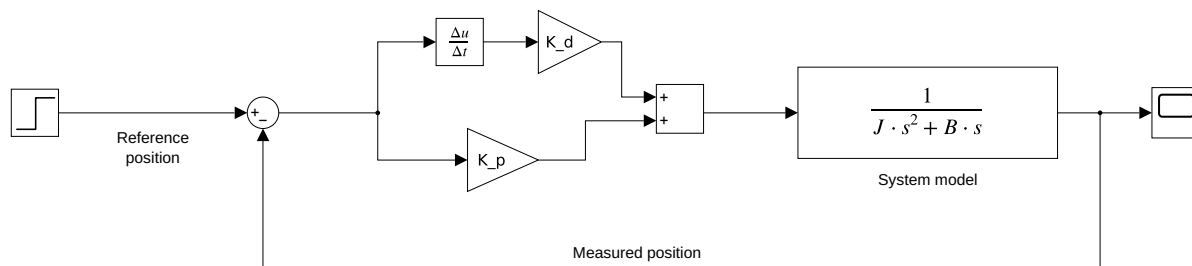 Δu
Δt
K_d
+
+
+
−
Reference
position
K_p
1
J · s² + B · s
System model
Measured position